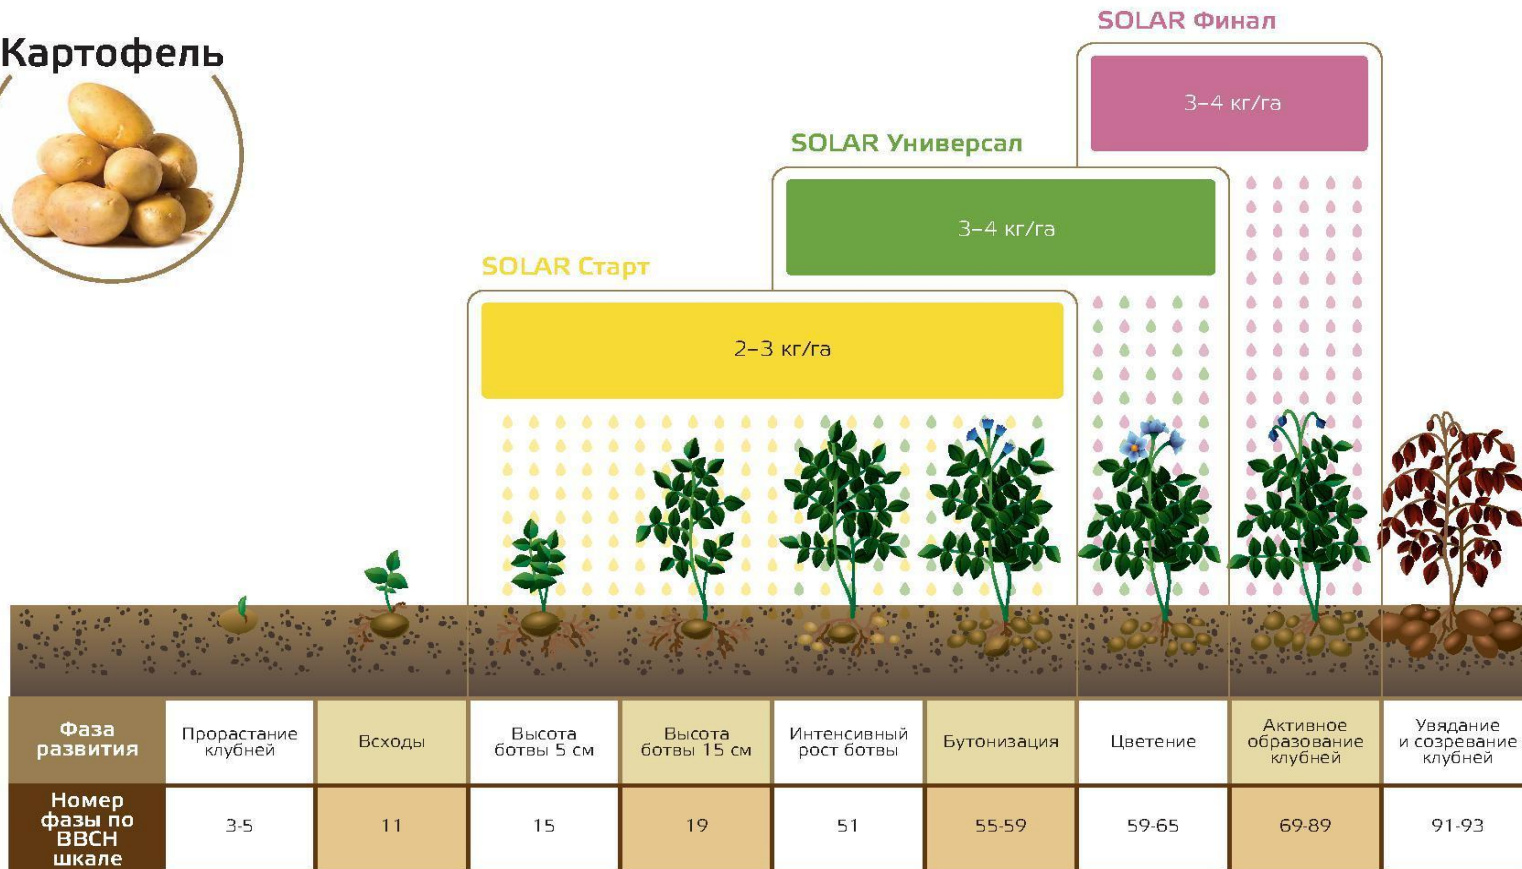 Картофель
SOLAR Финал
3–4 кг/га
SOLAR Универсал
3–4 кг/га
SOLAR Старт
2–3 кг/га
Фаза
развития
Прорастание
клубней
Всходы
Высота
ботвы 5 см
Высота
ботвы 15 см
Интенсивный
рост ботвы
Бутонизация
Цветение
Активное
образование
клубней
Увядание
и созревание
клубней
Номер
фазы по
ВВСН
шкале
3-5
11
15
19
51
55-59
59-65
69-89
91-93